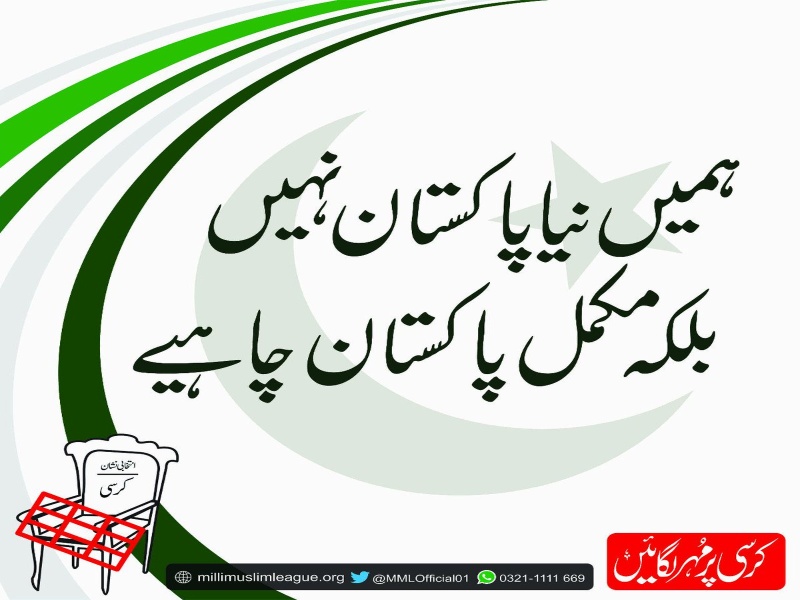 ہمیں نیا پاکستان نہیں
بلکہ مکمل پاکستان چاہیے
انتخابی نشان
کرسی
millimuslimleague.org @MMLOfficial01 0321-1111 669
کرسی پر مُہر لگائیں